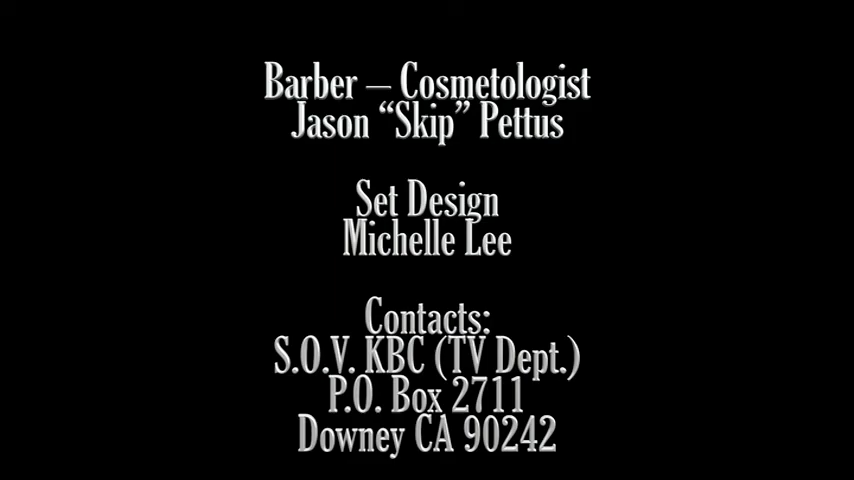 Barber – Cosmetologist
Jason “Skip” Pettus
Set Design
Michelle Lee
Contacts:
S.O.V. KBC (TV Dept.)
P.O. Box 2711
Downey CA 90242